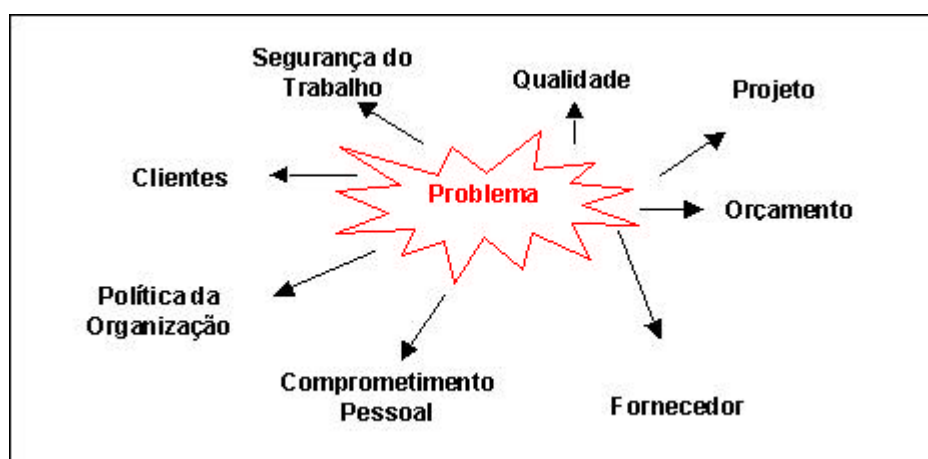 Segurança do
Trabalho
Qualidade
Projeto
Clientes
Problema
Orçamento
Política da
Organização
Comprometimento
Pessoal
Fornecedor